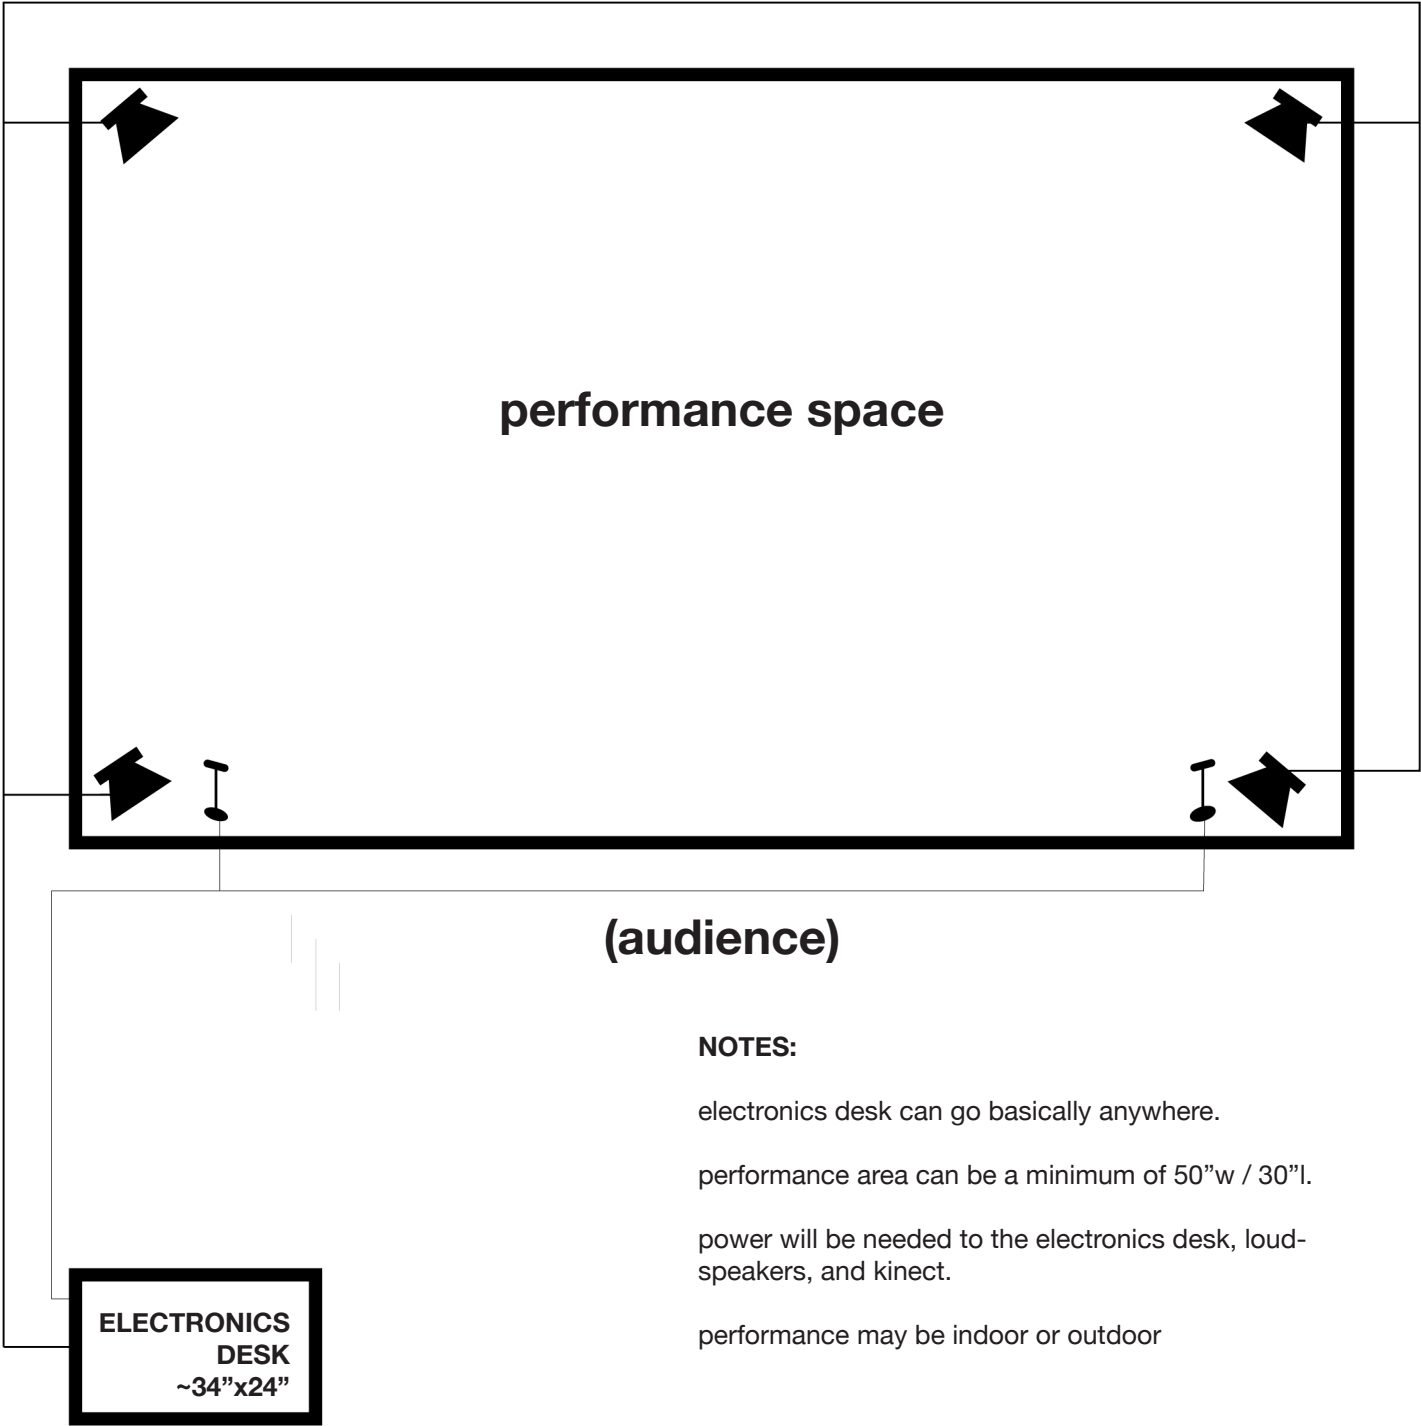 performance space
(audience)
NOTES:
electronics desk can go basically anywhere.
performance area can be a minimum of 50”w / 30”l.
power will be needed to the electronics desk, loud-
speakers, and kinect.
performance may be indoor or outdoor
ELECTRONICS
DESK
~34”x24”